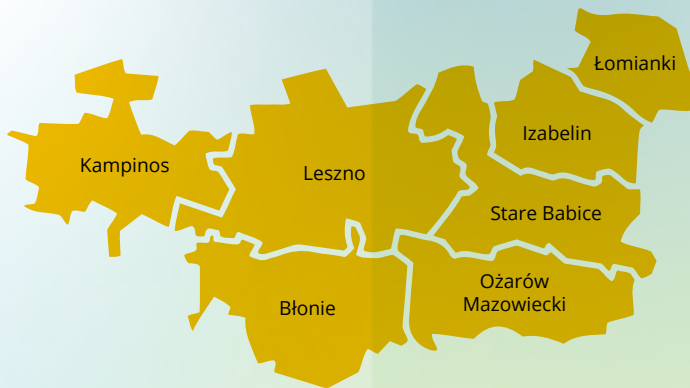 Łomianki
Izabelin
Kampinos
Leszno
Stare Babice
Ożarów
Mazowiecki
Błonie